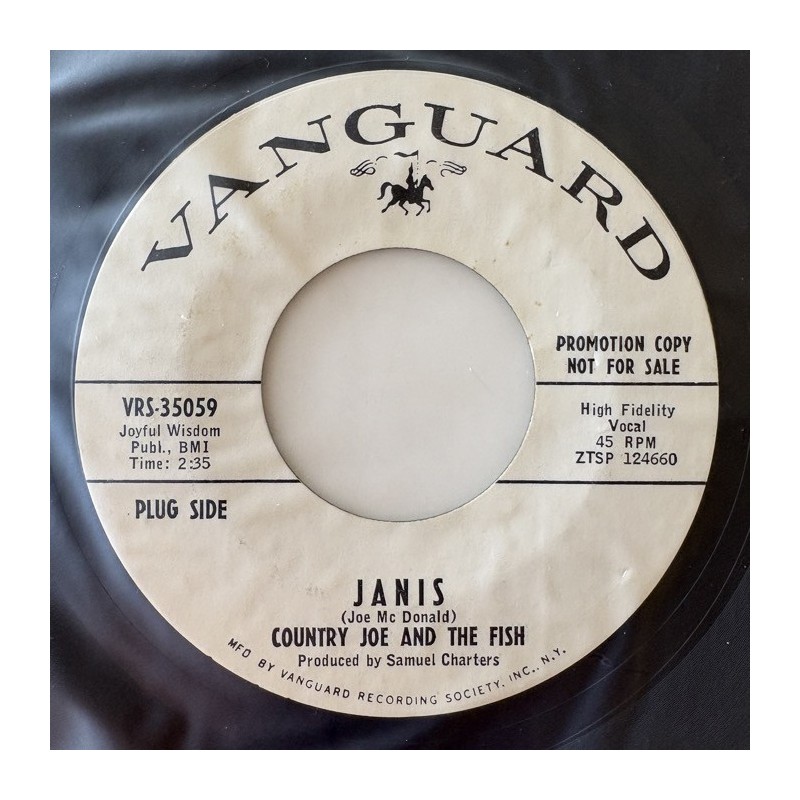 VANGUARD
PROMOTION COPY
NOT FOR SALE
VRS-35059
Joyful Wisdom
Publ., BMI
Time: 2:35
High Fidelity
Vocal
45 RPM
ZTSP 124660
PLUG SIDE
JANIS
(Joe Mc Donald)
COUNTRY JOE AND THE FISH
Produced by Samuel Charters
MFD BY VANGUARD RECORDING SOCIETY, INC., N.Y.